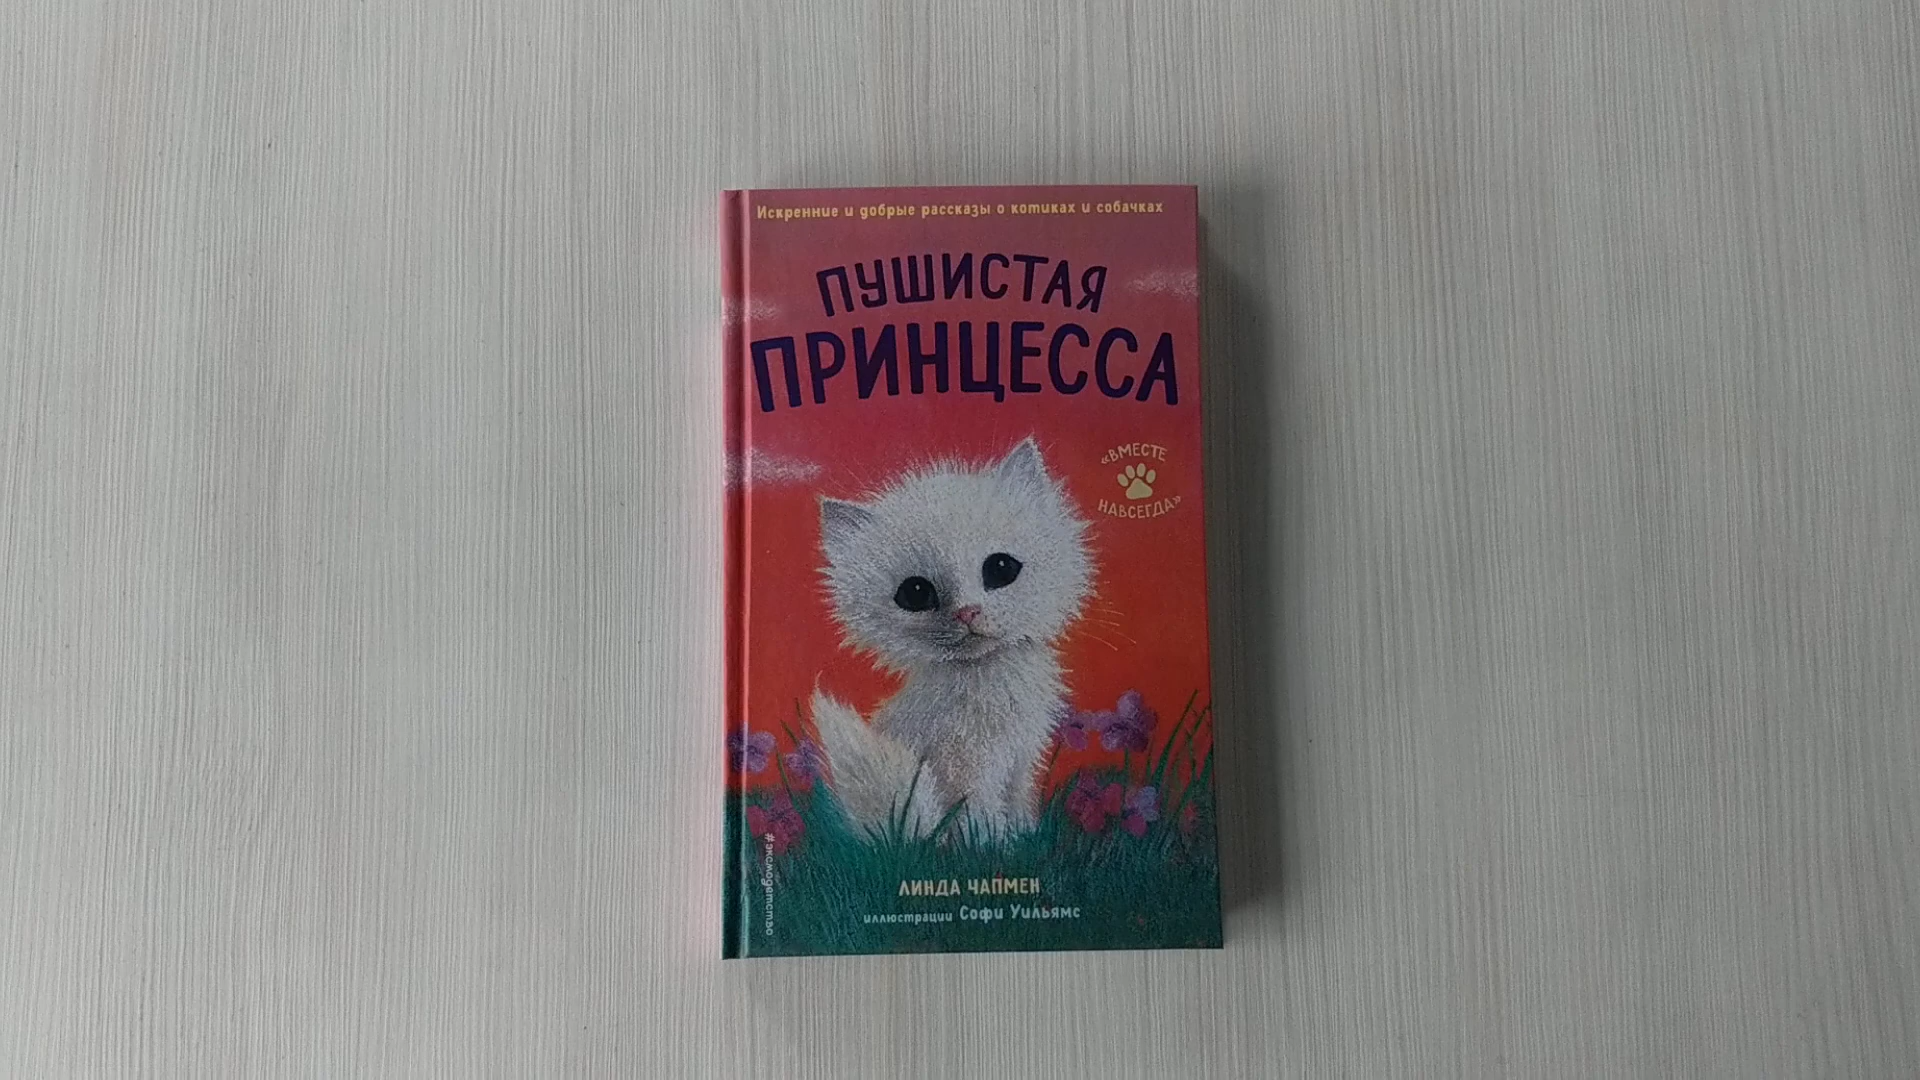 Искренние и добрые рассказы о котиках и собачках
ПУШИСТАЯ
ПРИНЦЕССА
«ВМЕСТЕ
НАВСЕГДА»
#эксмодетство
ЛИНДА ЧАПМЕН
иллюстрации Софи Уильямс